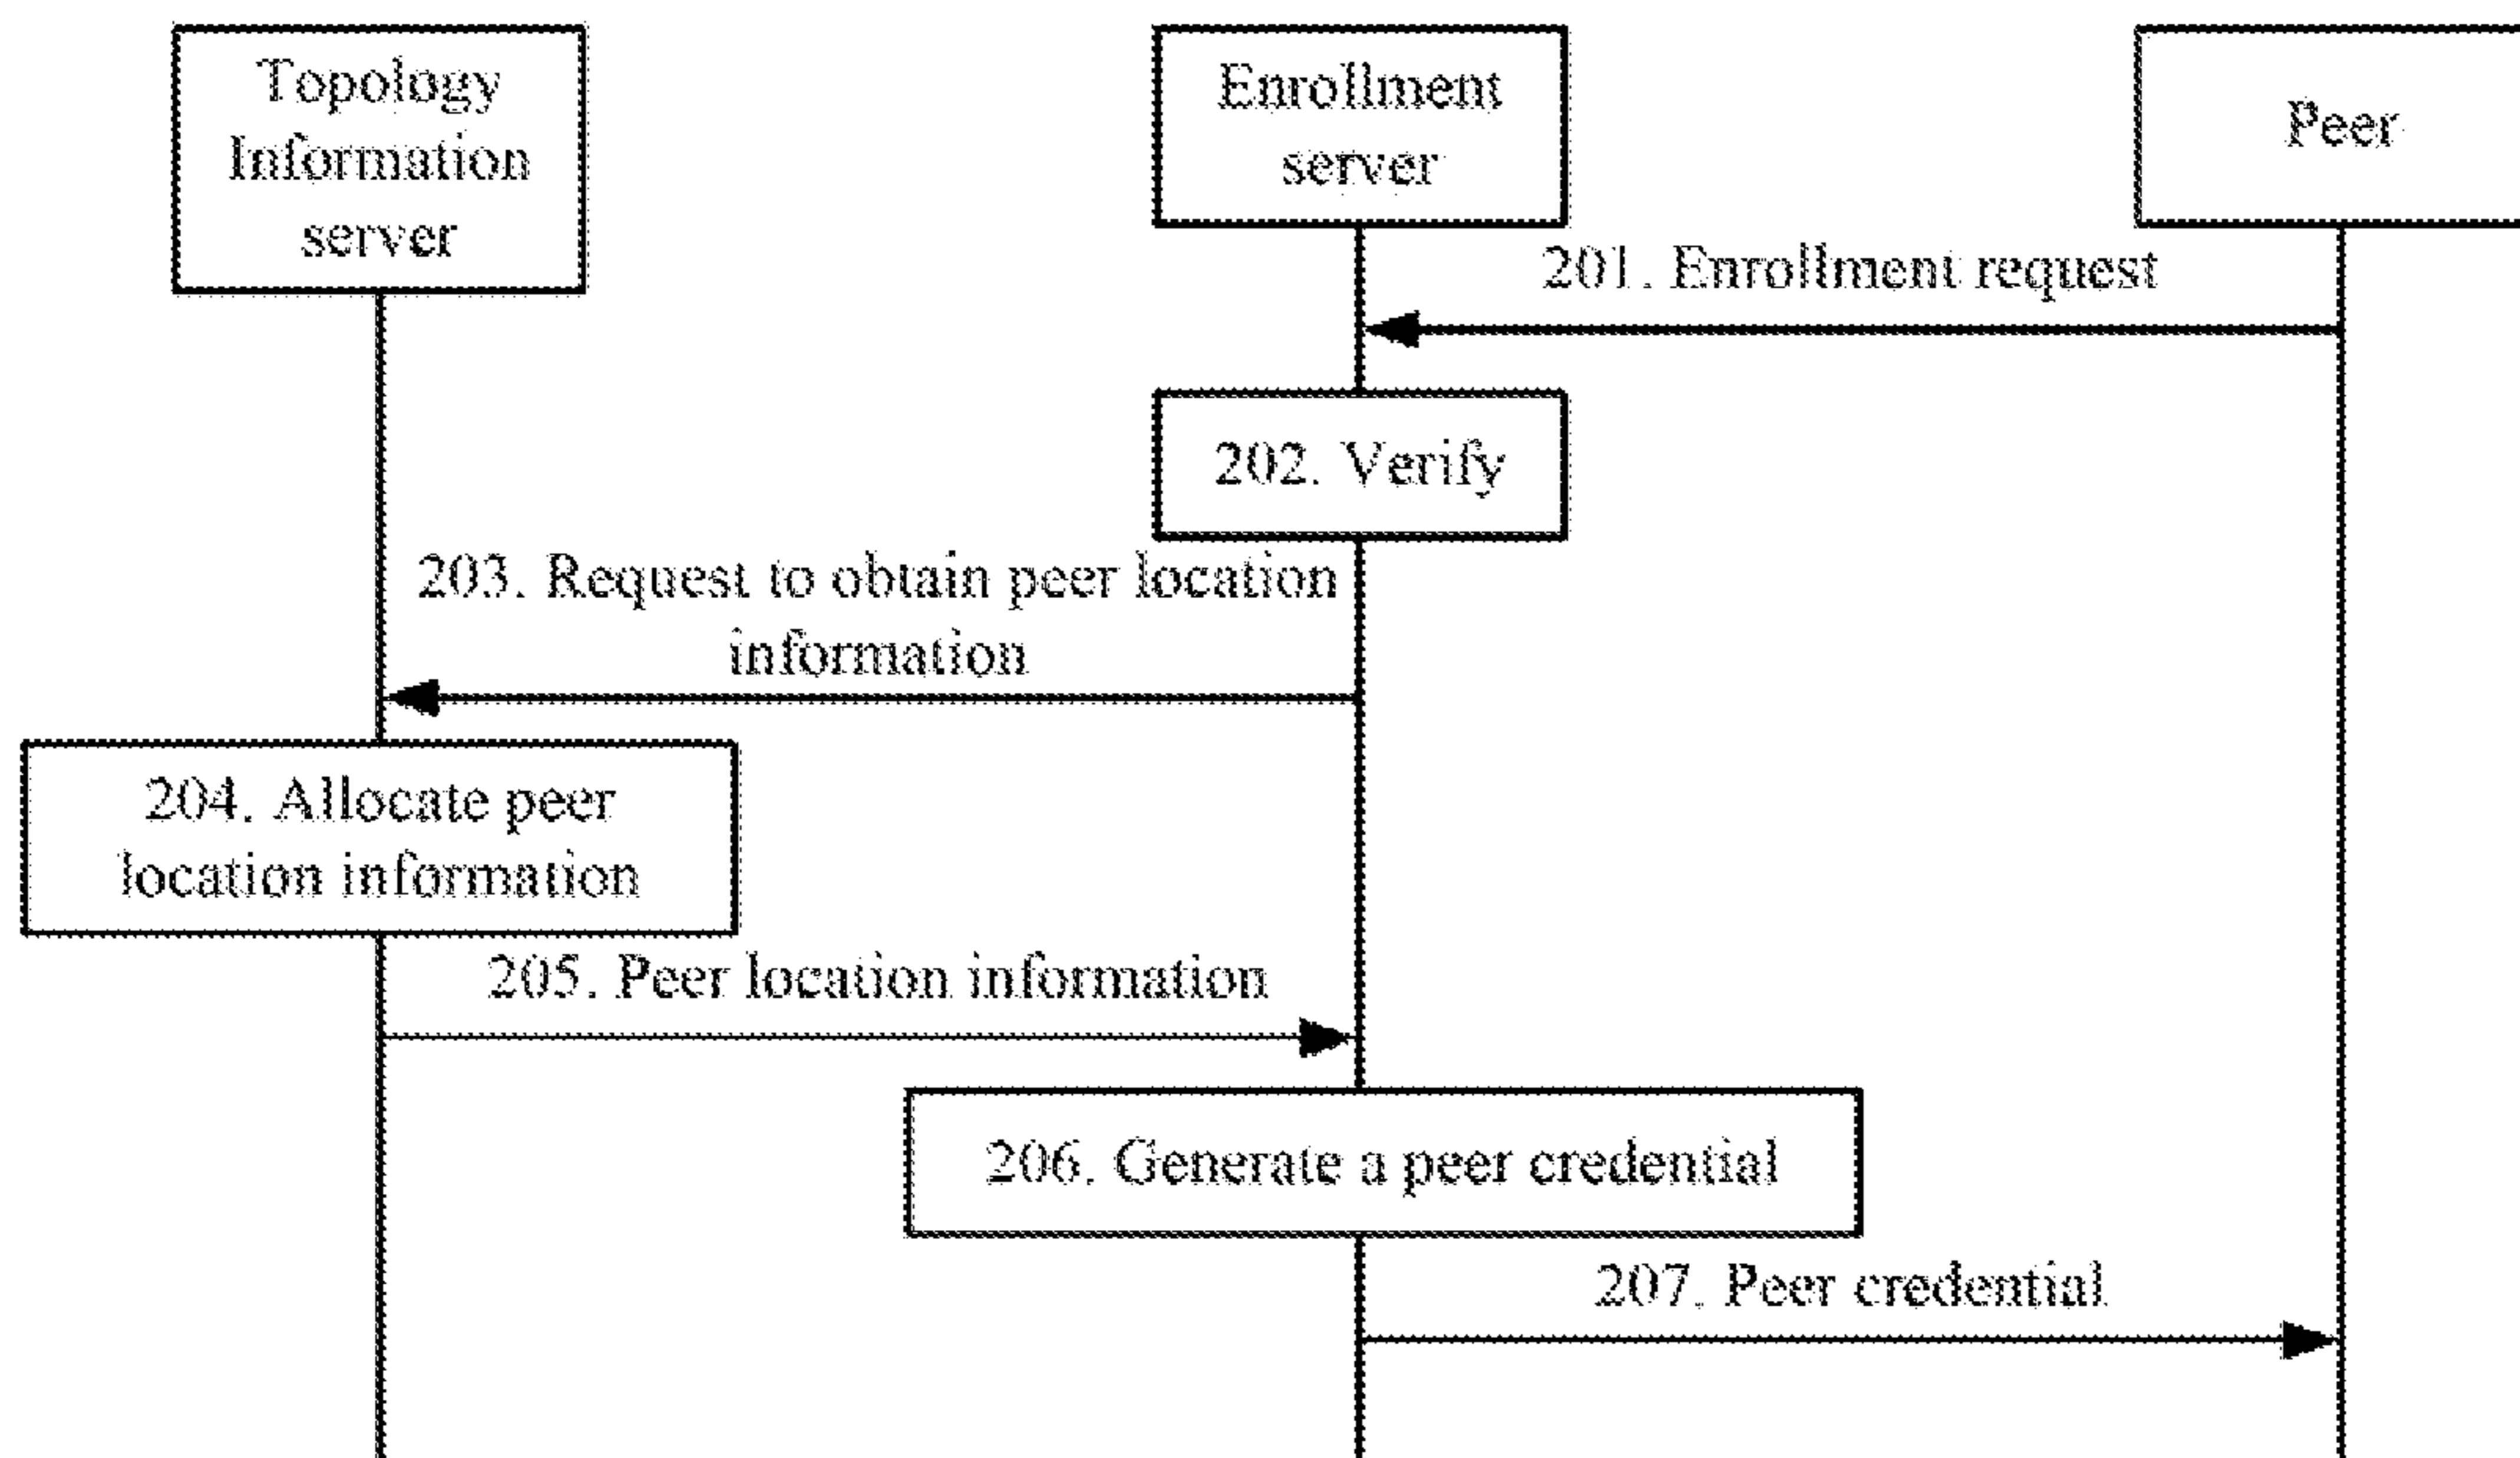 Topology
Information
server
Enrollment
server
Peer
201. Enrollment request
202. Verify
203. Request to obtain peer location
information
204. Allocate peer
location information
205. Peer location information
206. Generate a peer credential
207. Peer credential